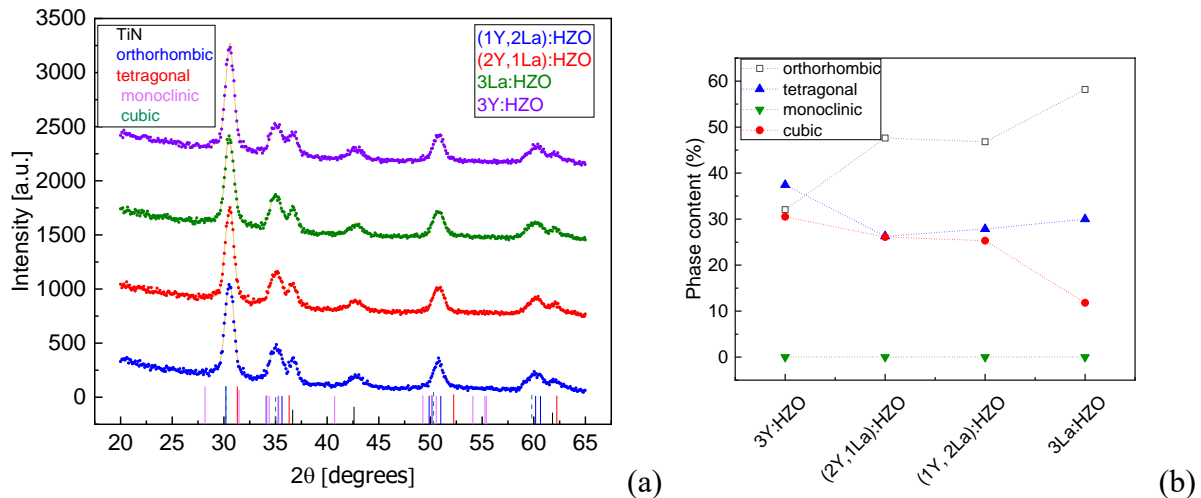 3500
3000
2500
2000
1500
1000
500
0
Intensity [a.u.]
TiN
orthorhombic
tetragonal
monoclinic
cubic
(1Y,2La):HZO
(2Y,1La):HZO
3La:HZO
3Y:HZO
20 25 30 35 40 45 50 55 60 65
2θ [degrees]
(a)
60
50
40
30
20
10
0
Phase content (%)
orthorhombic
tetragonal
monoclinic
cubic
3Y:HZO
(2Y,1La):HZO
(1Y, 2La):HZO
3La:HZO
(b)